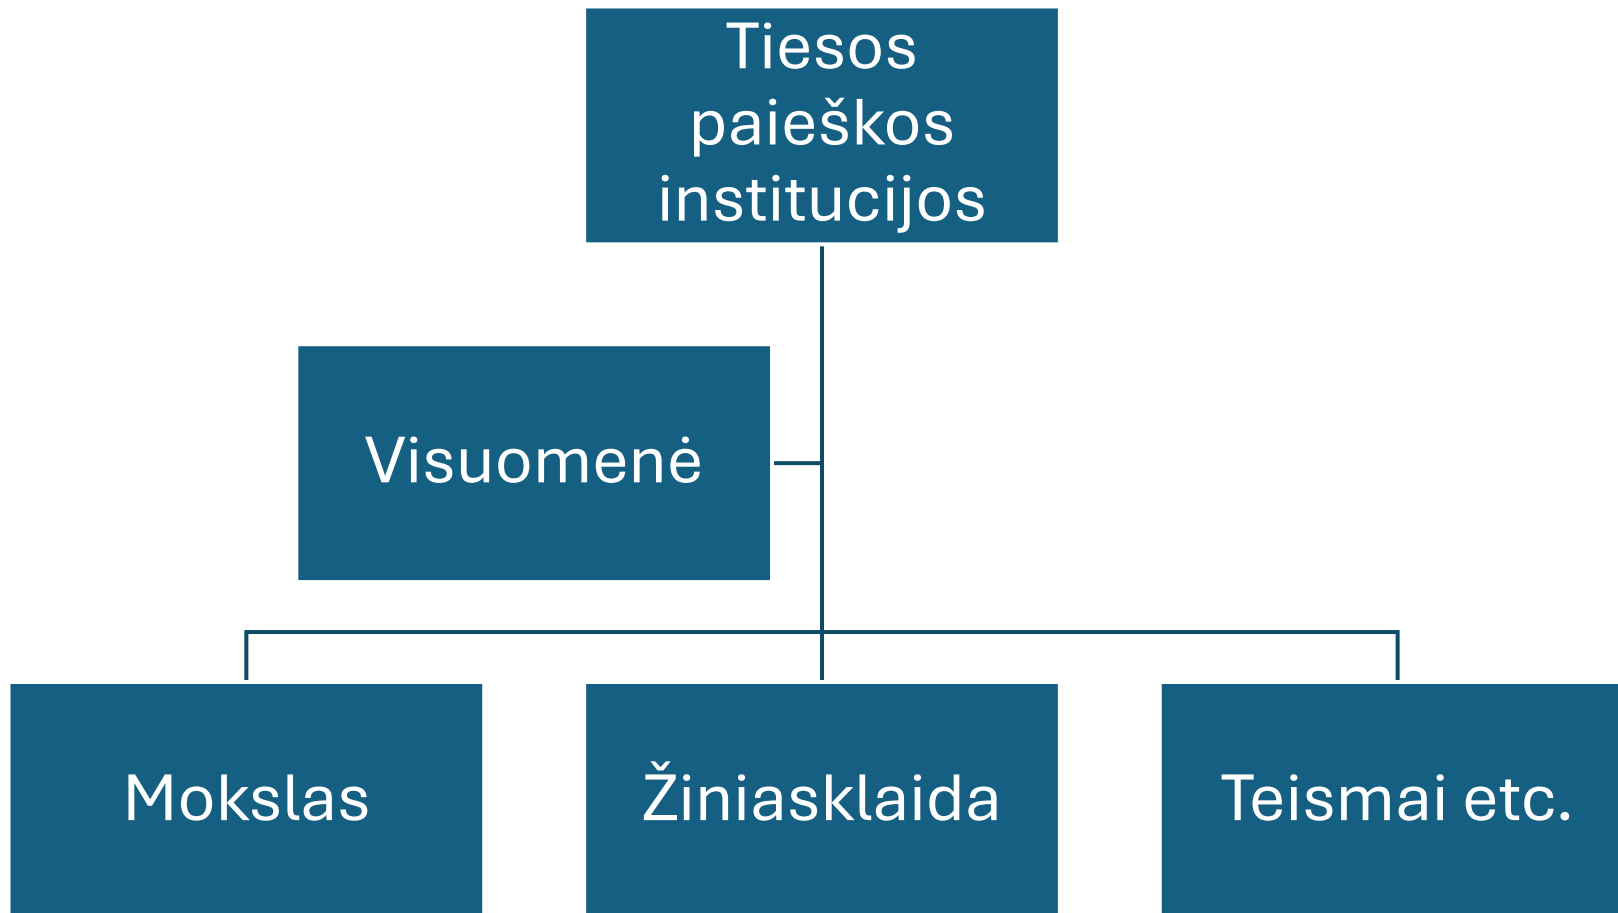 Tiesos
paieškos
institucijos
Visuomenė
Mokslas
Žiniasklaida
Teismai etc.